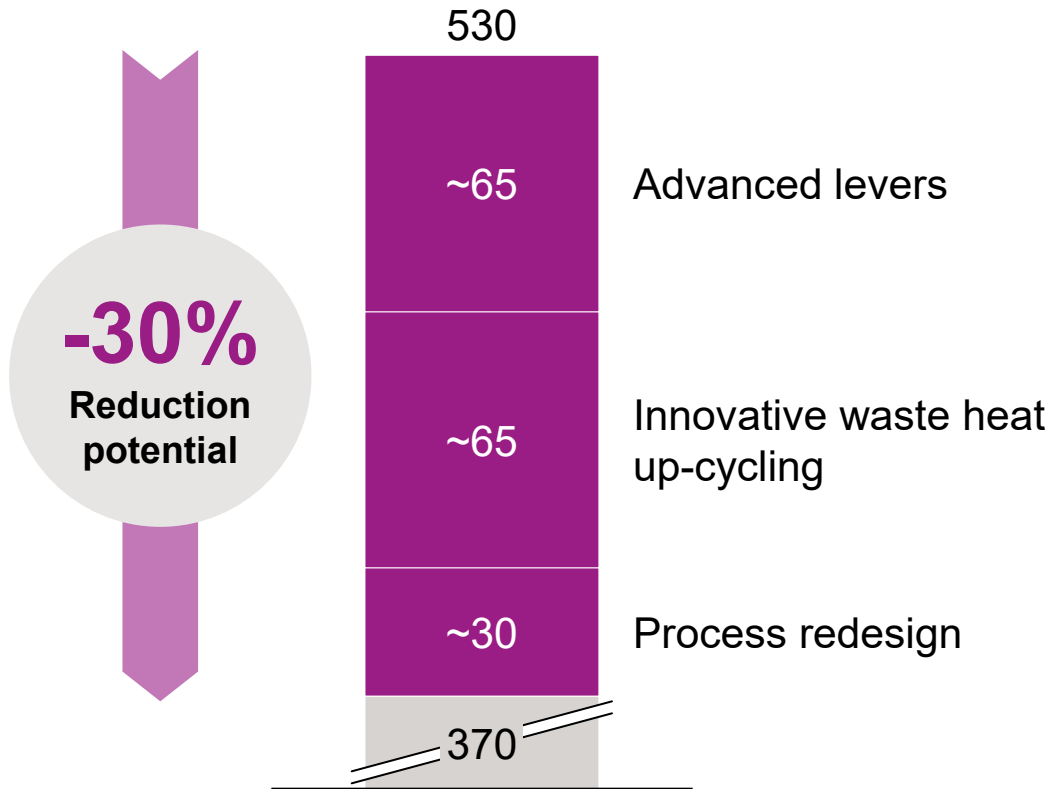 530
~65
Advanced levers
-30%
Reduction
potential
~65
Innovative waste heat
up-cycling
~30
Process redesign
370